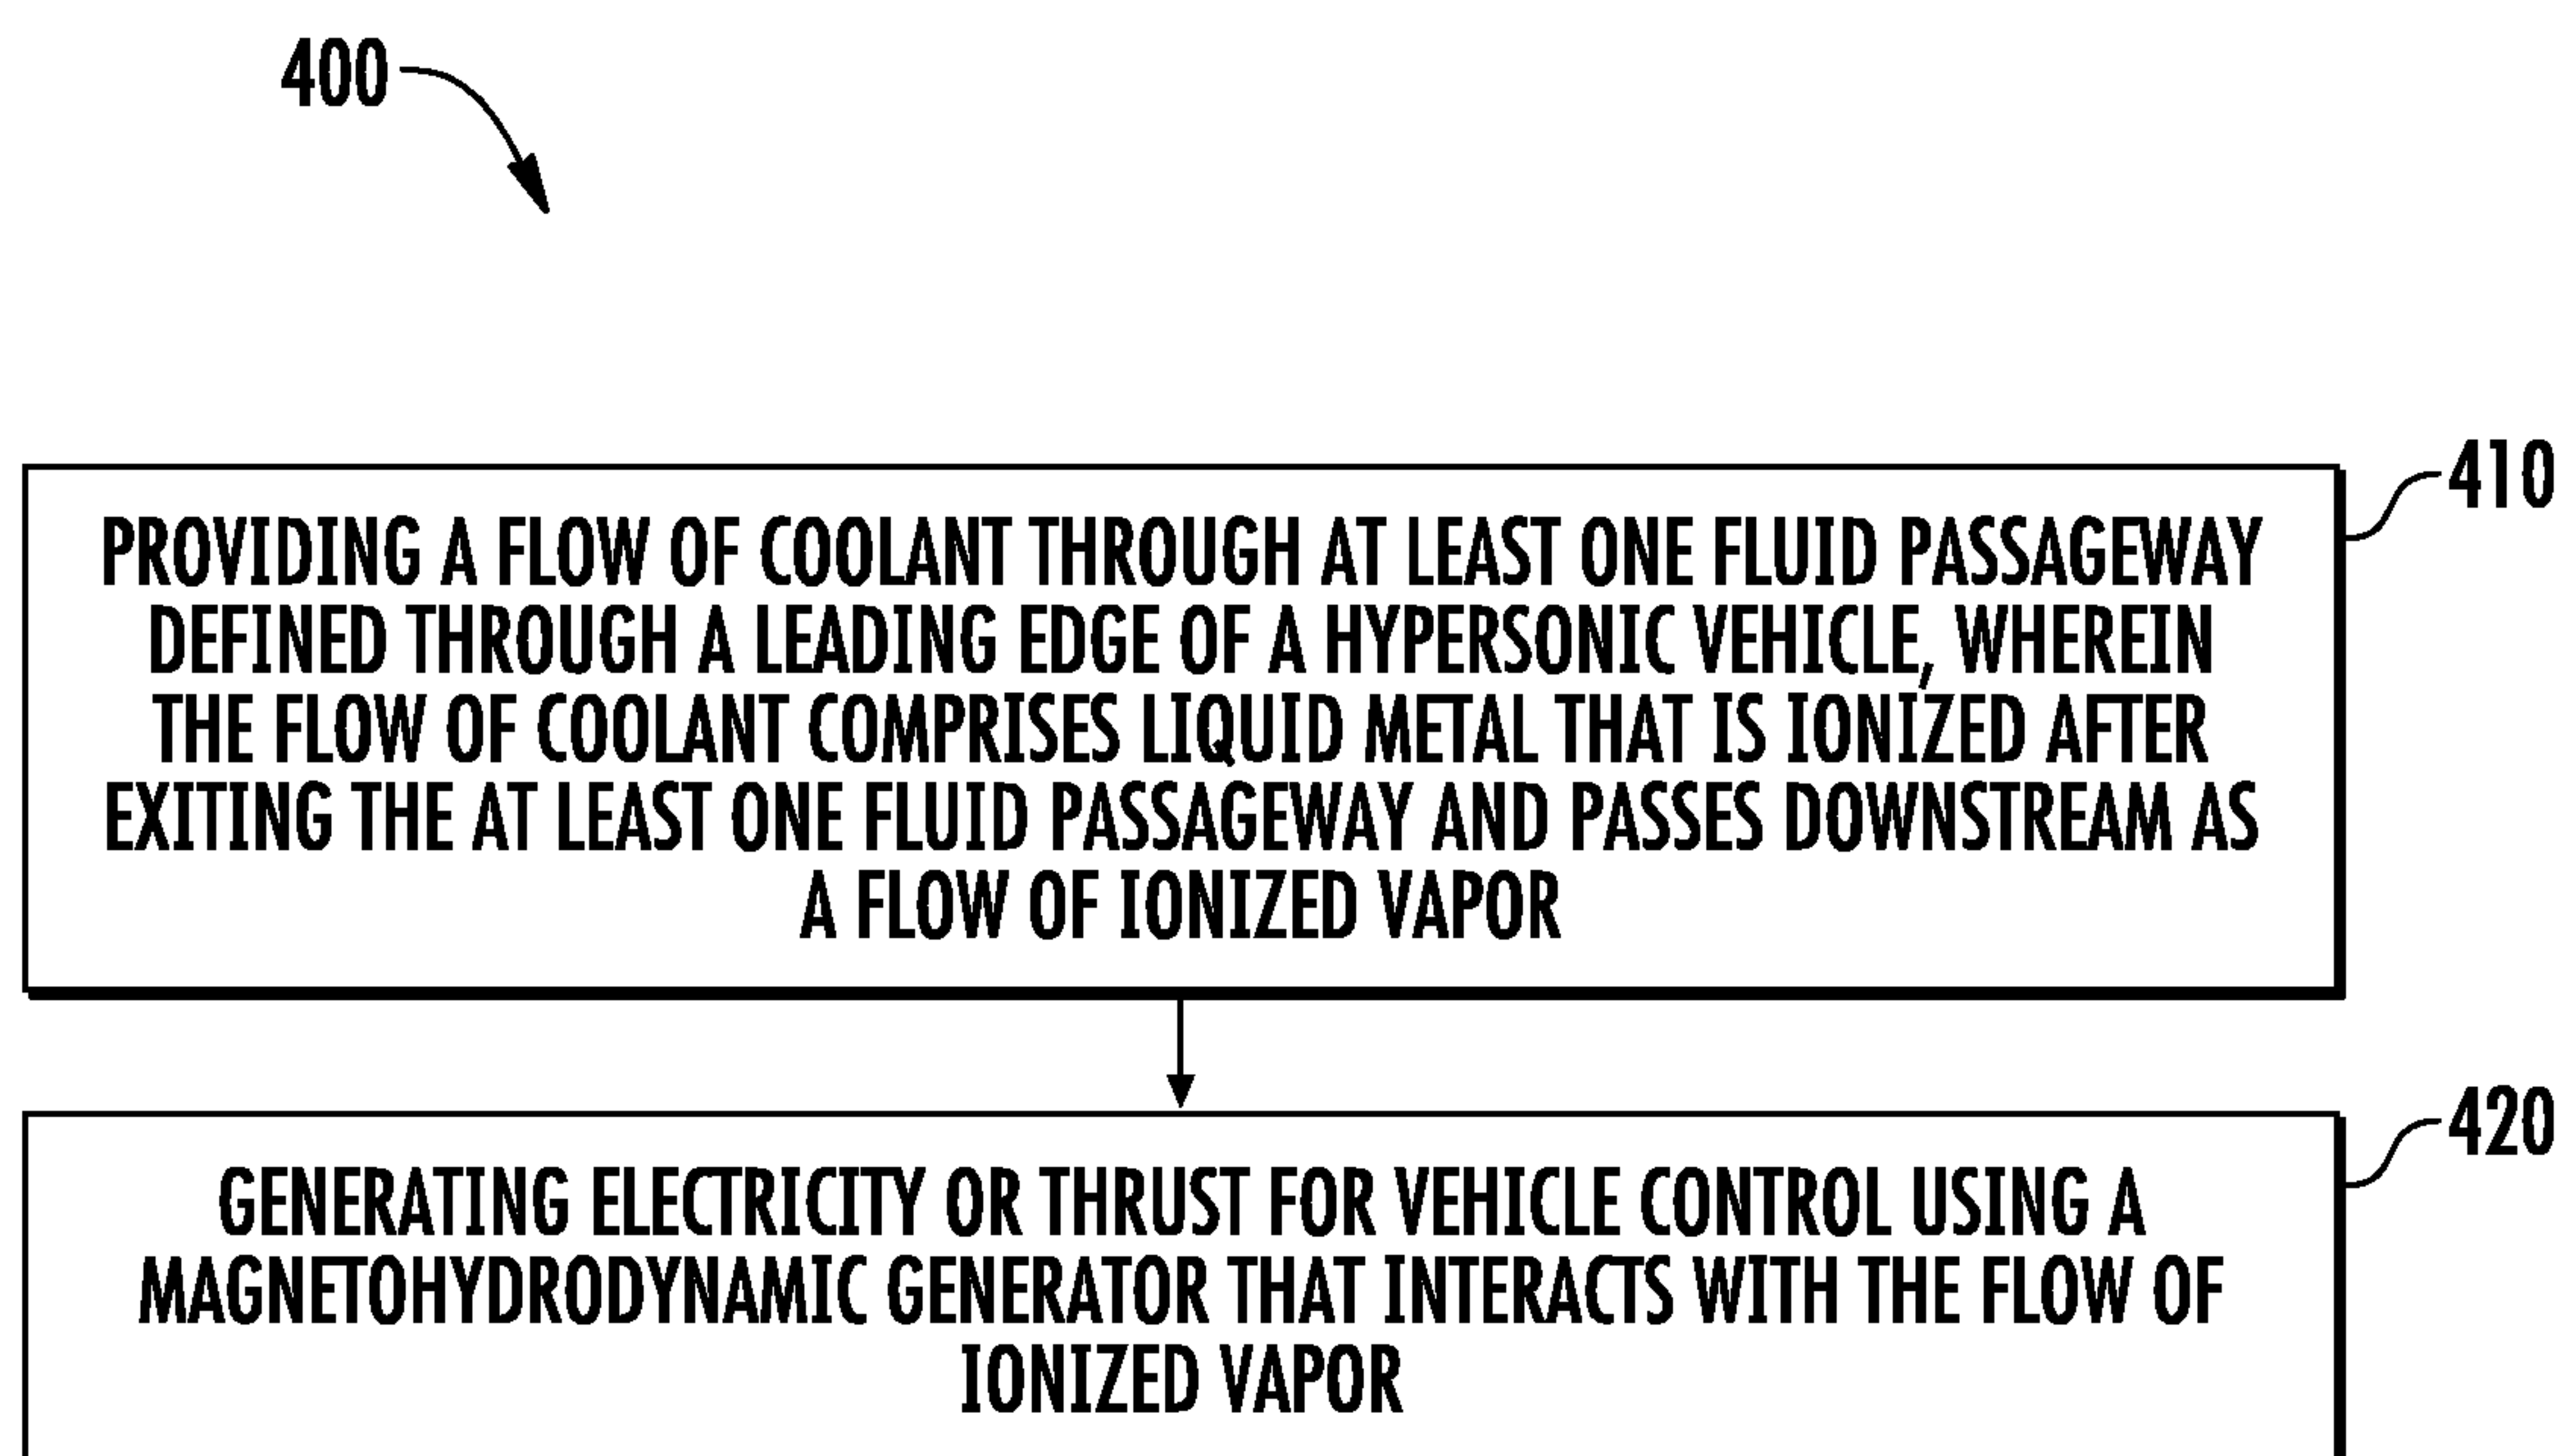 400
410
PROVIDING A FLOW OF COOLANT THROUGH AT LEAST ONE FLUID PASSAGEWAY
DEFINED THROUGH A LEADING EDGE OF A HYPERSONIC VEHICLE, WHEREIN
THE FLOW OF COOLANT COMPRISES LIQUID METAL THAT IS IONIZED AFTER
EXITING THE AT LEAST ONE FLUID PASSAGEWAY AND PASSES DOWNSTREAM AS
A FLOW OF IONIZED VAPOR
420
GENERATING ELECTRICITY OR THRUST FOR VEHICLE CONTROL USING A
MAGNETOHYDRODYNAMIC GENERATOR THAT INTERACTS WITH THE FLOW OF
IONIZED VAPOR